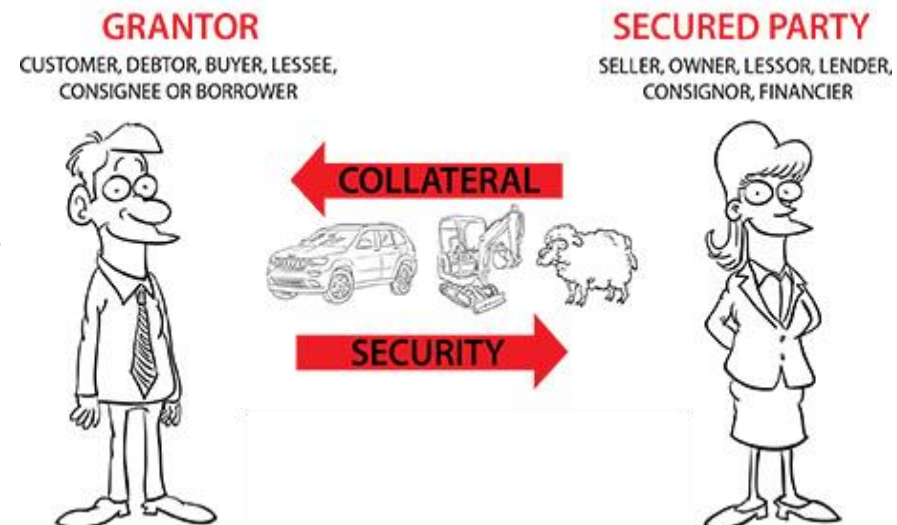 GRANTOR
CUSTOMER, DEBTOR, BUYER, LESSEE,
CONSIGNEE OR BORROWER
SECURED PARTY
SELLER, OWNER, LESSOR, LENDER,
CONSIGNOR, FINANCIER
COLLATERAL
SECURITY